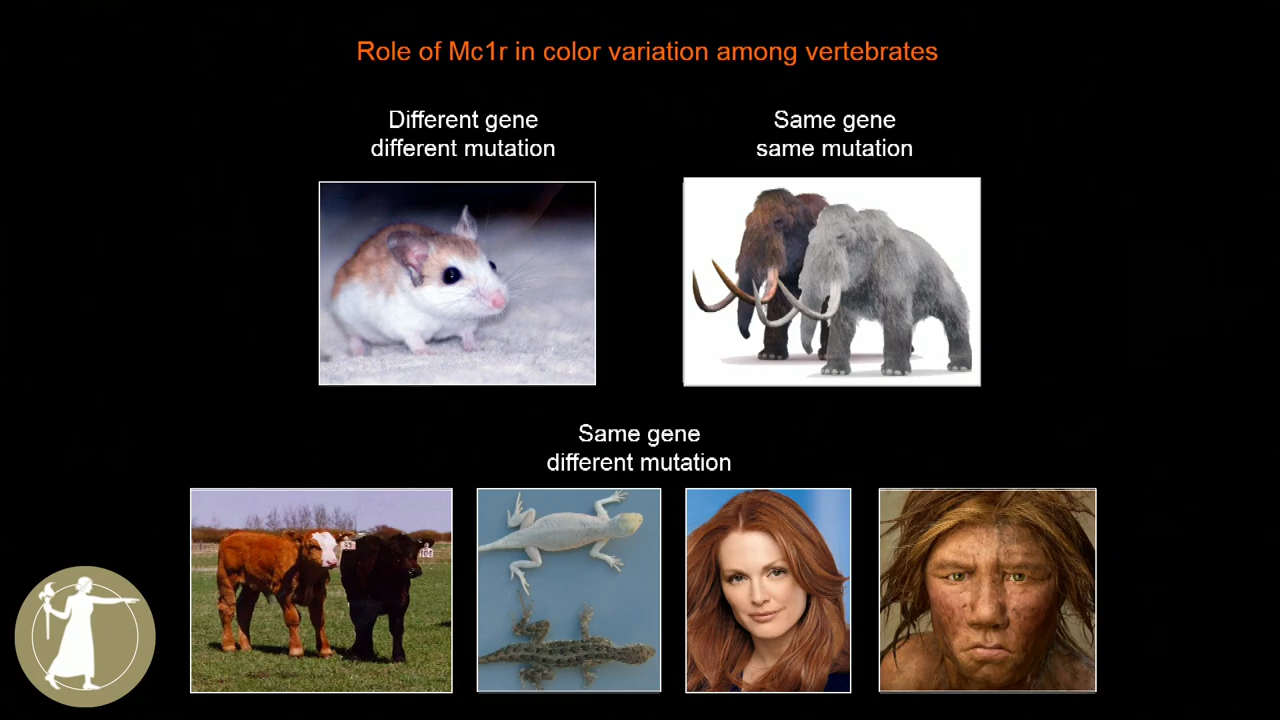 Role of Mc1r in color variation among vertebrates
Different gene
different mutation
Same gene
same mutation
Same gene
different mutation